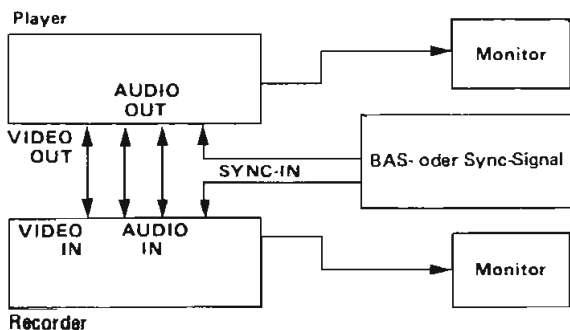 Player
Monitor
AUDIO
OUT
VIDEO
OUT
SYNC-IN
BAS- oder Sync-Signal
VIDEO
IN
AUDIO
IN
Monitor
Recorder